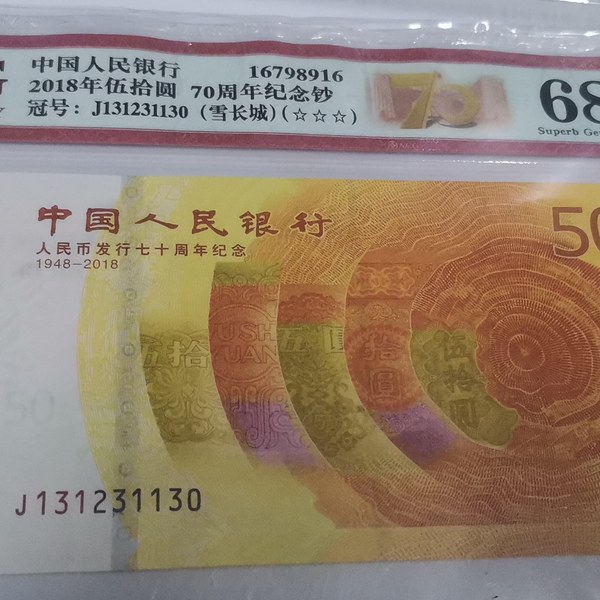 中国人民银行 16798916
2018年伍拾圆 70周年纪念钞
冠号：J131231130 (雪长城)(☆☆☆)
70
68
Superb Ge
中国人民银行
人民币发行七十周年纪念
1948-2018
50
伍拾
WUSHI
YUAN
伍圆
拾圆
伍拾圆
J131231130